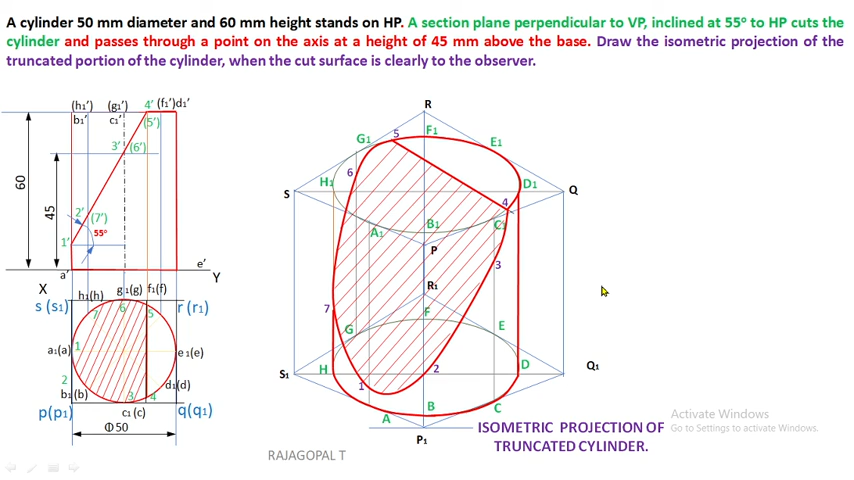 A cylinder 50 mm diameter and 60 mm height stands on HP. A section plane perpendicular to VP, inclined at 55° to HP cuts the
cylinder and passes through a point on the axis at a height of 45 mm above the base. Draw the isometric projection of the
truncated portion of the cylinder, when the cut surface is clearly to the observer.
(h1') (g1') 4' (f1')d1'
b1' c1' (5')
3' (6')
60
45
2' (7')
55°
1'
a' e'
X Y
g1(g) f1(f)
h1(h)
s (s1) r (r1)
7 6 5
a1(a) 1 e1(e)
2 d1(d)
b1(b) 3 4
p(p1) c1(c) q(q1)
Φ50
R
G1 5 F1 E1
6
H1 D1
S Q
4
A1 B1 C1
P
3
R1
7 F
G E
H D
S1 2 Q1
1
A B C
P1
ISOMETRIC PROJECTION OF
TRUNCATED CYLINDER.
RAJAGOPAL T
Activate Windows
Go to Settings to activate Windows.